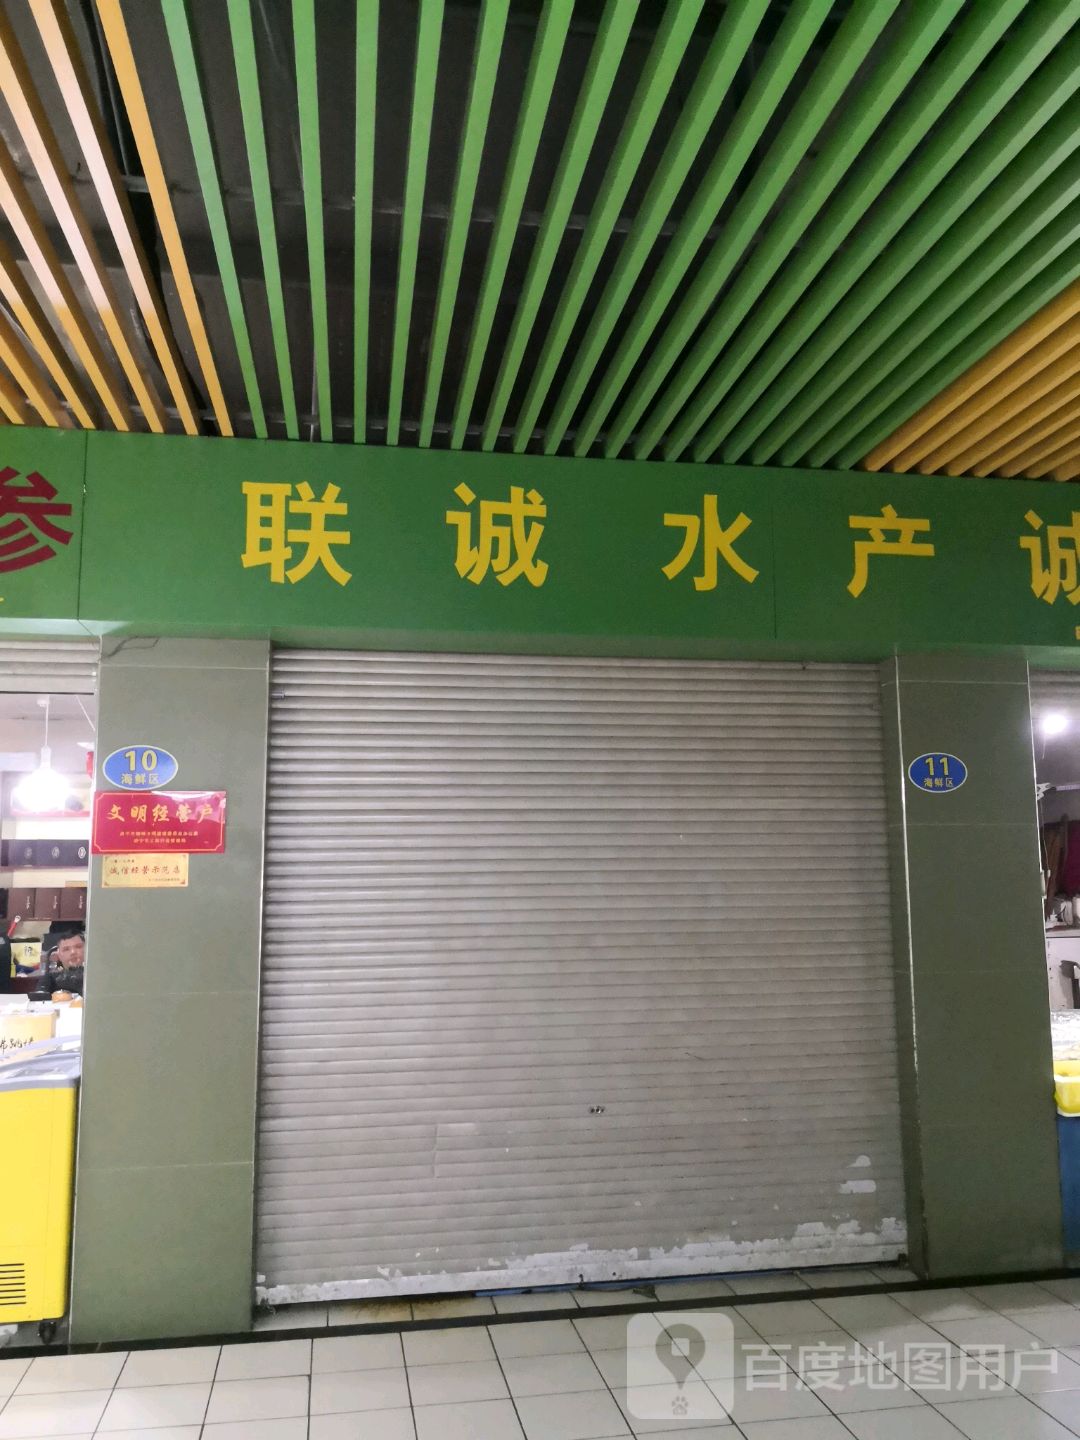 参
联诚水产
诚
10
海鲜区
文明经营户
诚信经营示范店
11
海鲜区
百度地图用户